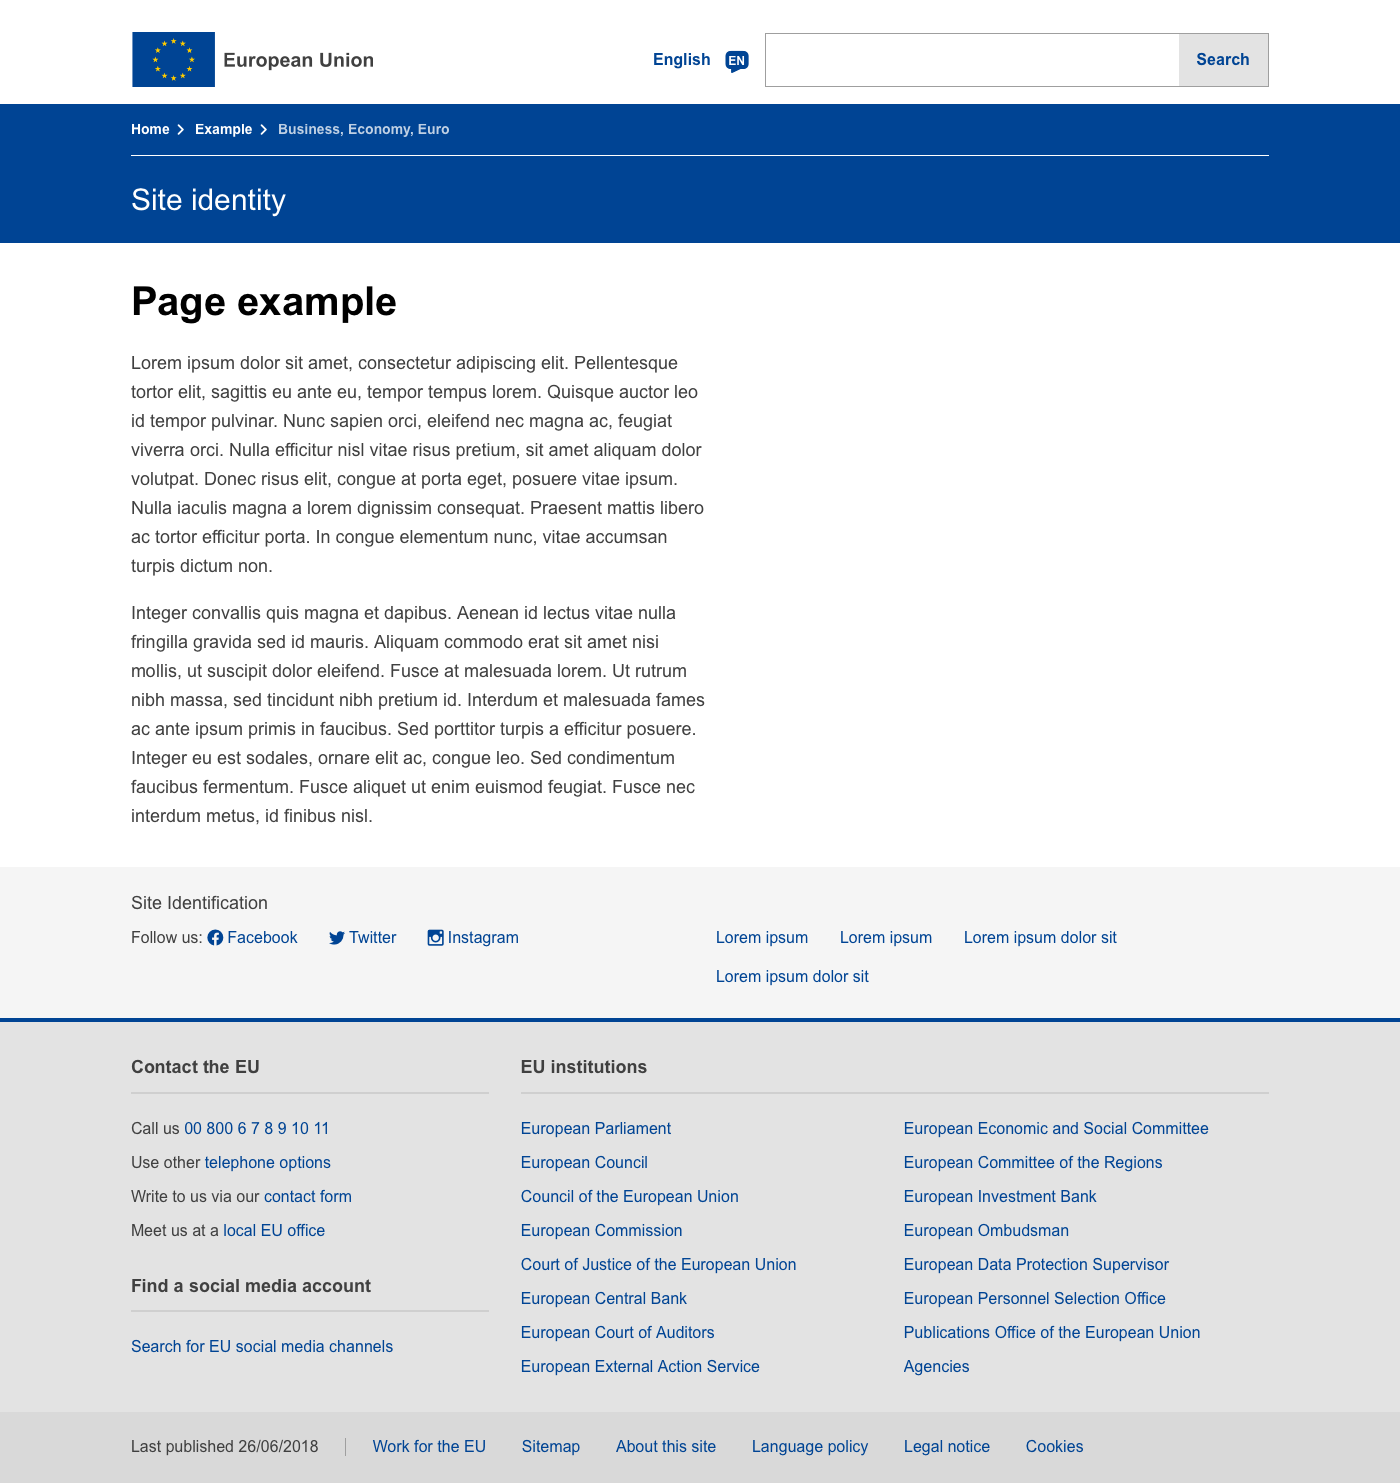 European Union
English EN Search
Home Example Business, Economy, Euro
Site identity
Page example
Lorem ipsum dolor sit amet, consectetur adipiscing elit. Pellentesque
tortor elit, sagittis eu ante eu, tempor tempus lorem. Quisque auctor leo
id tempor pulvinar. Nunc sapien orci, eleifend nec magna ac, feugiat
viverra orci. Nulla efficitur nisl vitae risus pretium, sit amet aliquam dolor
volutpat. Donec risus elit, congue at porta eget, posuere vitae ipsum.
Nulla iaculis magna a lorem dignissim consequat. Praesent mattis libero
ac tortor efficitur porta. In congue elementum nunc, vitae accumsan
turpis dictum non.
Integer convallis quis magna et dapibus. Aenean id lectus vitae nulla
fringilla gravida sed id mauris. Aliquam commodo erat sit amet nisi
mollis, ut suscipit dolor eleifend. Fusce at malesuada lorem. Ut rutrum
nibh massa, sed tincidunt nibh pretium id. Interdum et malesuada fames
ac ante ipsum primis in faucibus. Sed porttitor turpis a efficitur posuere.
Integer eu est sodales, ornare elit ac, congue leo. Sed condimentum
faucibus fermentum. Fusce aliquet ut enim euismod feugiat. Fusce nec
interdum metus, id finibus nisl.
Site Identification
Follow us: Facebook Twitter Instagram
Lorem ipsum Lorem ipsum Lorem ipsum dolor sit
Lorem ipsum dolor sit
Contact the EU
Call us 00 800 6 7 8 9 10 11
Use other telephone options
Write to us via our contact form
Meet us at a local EU office
Find a social media account
Search for EU social media channels
EU institutions
European Parliament
European Council
Council of the European Union
European Commission
Court of Justice of the European Union
European Central Bank
European Court of Auditors
European External Action Service
European Economic and Social Committee
European Committee of the Regions
European Investment Bank
European Ombudsman
European Data Protection Supervisor
European Personnel Selection Office
Publications Office of the European Union
Agencies
Last published 26/06/2018 Work for the EU Sitemap About this site Language policy Legal notice Cookies